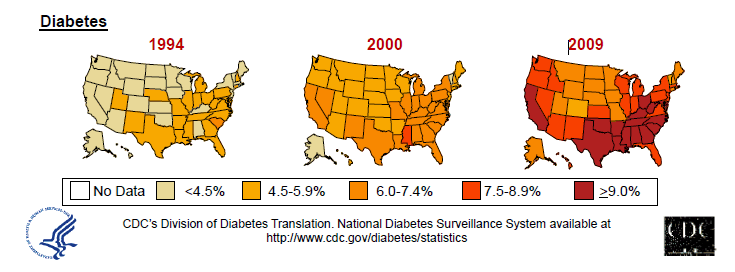 Diabetes
1994
2000
2009
No Data
<4.5%
4.5-5.9%
6.0-7.4%
7.5-8.9%
≥9.0%
CDC's Division of Diabetes Translation. National Diabetes Surveillance System available at
http://www.cdc.gov/diabetes/statistics
CDC